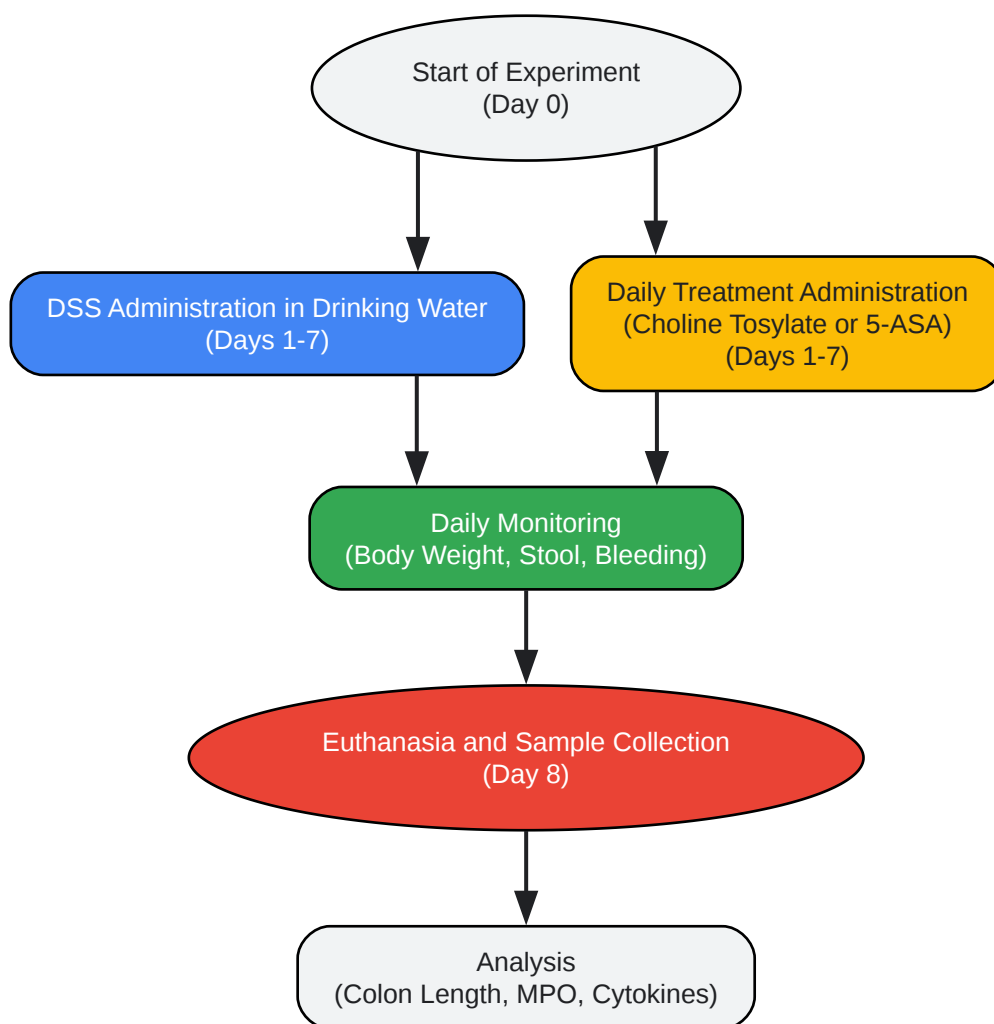 Start of Experiment
(Day 0)
DSS Administration in Drinking Water
(Days 1-7)
Daily Treatment Administration
(Choline Tosylate or 5-ASA)
(Days 1-7)
Daily Monitoring
(Body Weight, Stool, Bleeding)
Euthanasia and Sample Collection
(Day 8)
Analysis
(Colon Length, MPO, Cytokines)